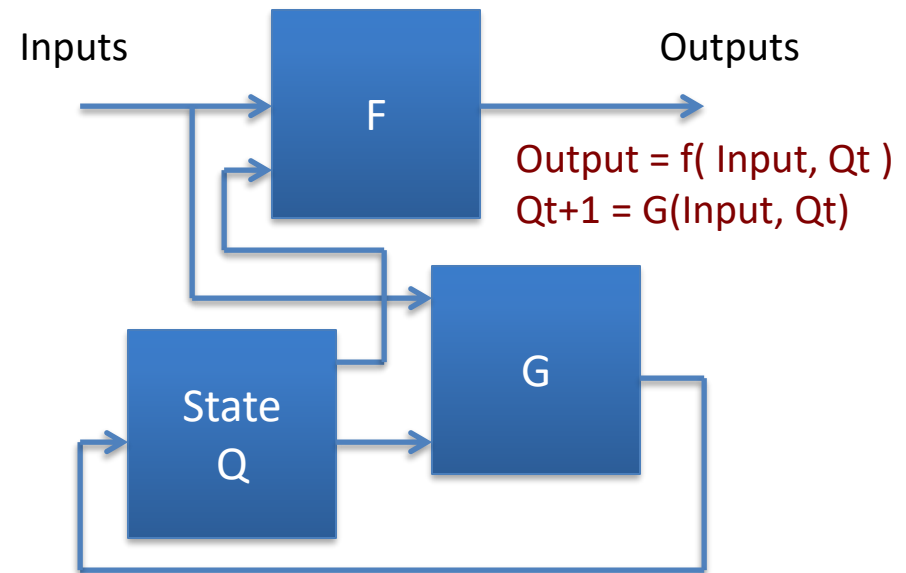 Inputs
Outputs
F
Output = f( Input, Qt )
Qt+1 = G(Input, Qt)
G
State
Q